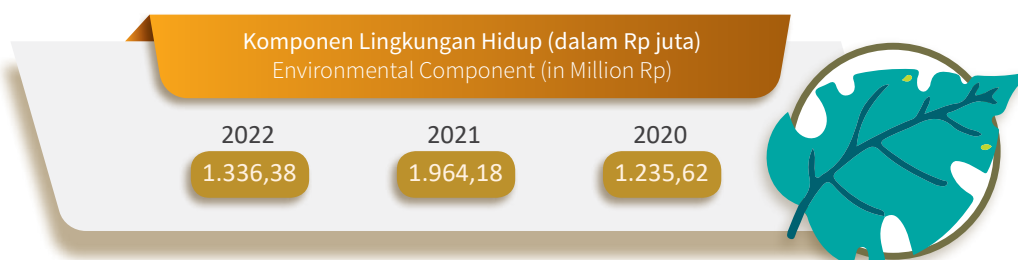 Komponen Lingkungan Hidup (dalam Rp juta)
Environmental Component (in Million Rp)
2022 2021 2020
1.336,38 1.964,18 1.235,62